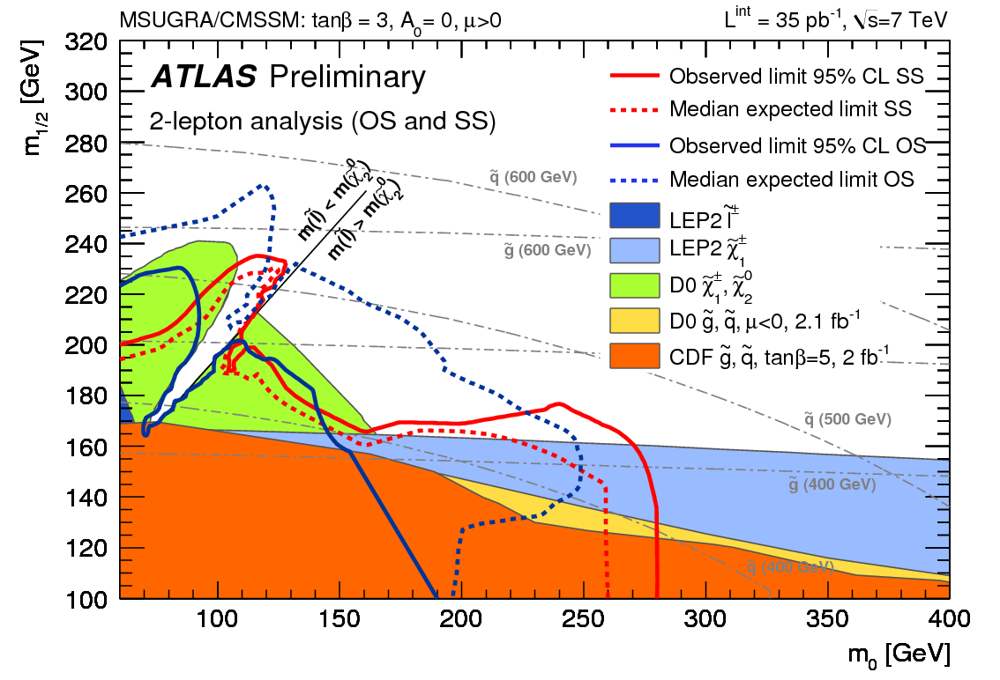 MSUGRA/CMSSM: tanβ = 3, A₀= 0, μ>0
L^int = 35 pb⁻¹, √s=7 TeV
ATLAS Preliminary
2-lepton analysis (OS and SS)
Observed limit 95% CL SS
Median expected limit SS
Observed limit 95% CL OS
Median expected limit OS
LEP2 l̃^±
LEP2 χ̃₁^±
D0 χ̃₁^±, χ̃₂⁰
D0 g̃, q̃, μ<0, 2.1 fb⁻¹
CDF g̃, q̃, tanβ=5, 2 fb⁻¹
m(l̃) < m(χ̃₂⁰)
m(l̃) > m(χ̃₂⁰)
q̃ (600 GeV)
g̃ (600 GeV)
q̃ (500 GeV)
g̃ (400 GeV)
q̃ (400 GeV)
m₁/₂ [GeV]
320
300
280
260
240
220
200
180
160
140
120
100
100 150 200 250 300 350 400
m₀ [GeV]